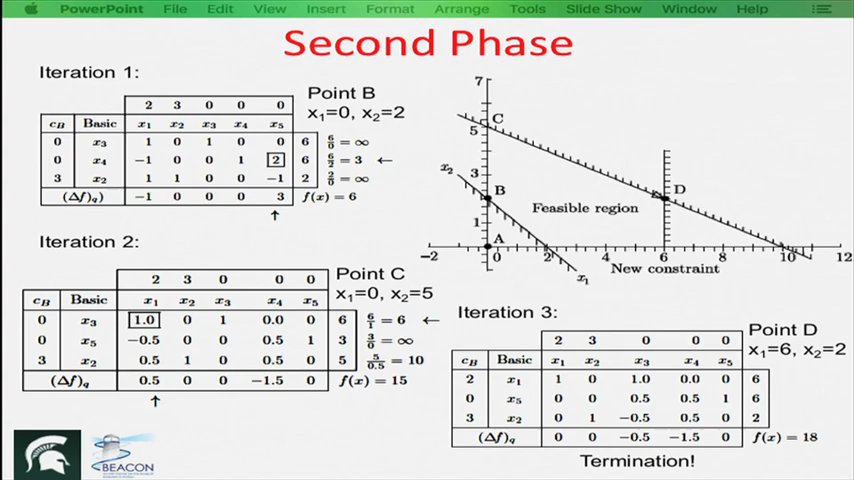 PowerPoint File Edit View Insert Format Arrange Tools Slide Show Window Help
Second Phase
Iteration 1:
2 3 0 0 0
c_B Basic x₁ x₂ x₃ x₄ x₅
0 x₃ 1 0 1 0 0 6 6/0 = ∞
0 x₄ −1 0 0 1 2 6 6/2 = 3 ←
3 x₂ 1 1 0 0 −1 2 2/0 = ∞
(Δf)_q) −1 0 0 0 3 f(x) = 6
↑
Point B
x₁=0, x₂=2
7
5
3
1
−2 0 2 4 6 8 10 12
x₂
x₁
A
B
C
D
Feasible region
New constraint
Iteration 2:
2 3 0 0 0
c_B Basic x₁ x₂ x₃ x₄ x₅
0 x₃ 1.0 0 1 0.0 0 6 6/1 = 6 ←
0 x₅ −0.5 0 0 0.5 1 3 3/0 = ∞
3 x₂ 0.5 1 0 0.5 0 5 5/0.5 = 10
(Δf)_q 0.5 0 0 −1.5 0 f(x) = 15
↑
Point C
x₁=0, x₂=5
Iteration 3:
2 3 0 0 0
c_B Basic x₁ x₂ x₃ x₄ x₅
2 x₁ 1 0 1.0 0.0 0 6
0 x₅ 0 0 0.5 0.5 1 6
3 x₂ 0 1 −0.5 0.5 0 2
(Δf)_q 0 0 −0.5 −1.5 0 f(x) = 18
Point D
x₁=6, x₂=2
Termination!
BEACON